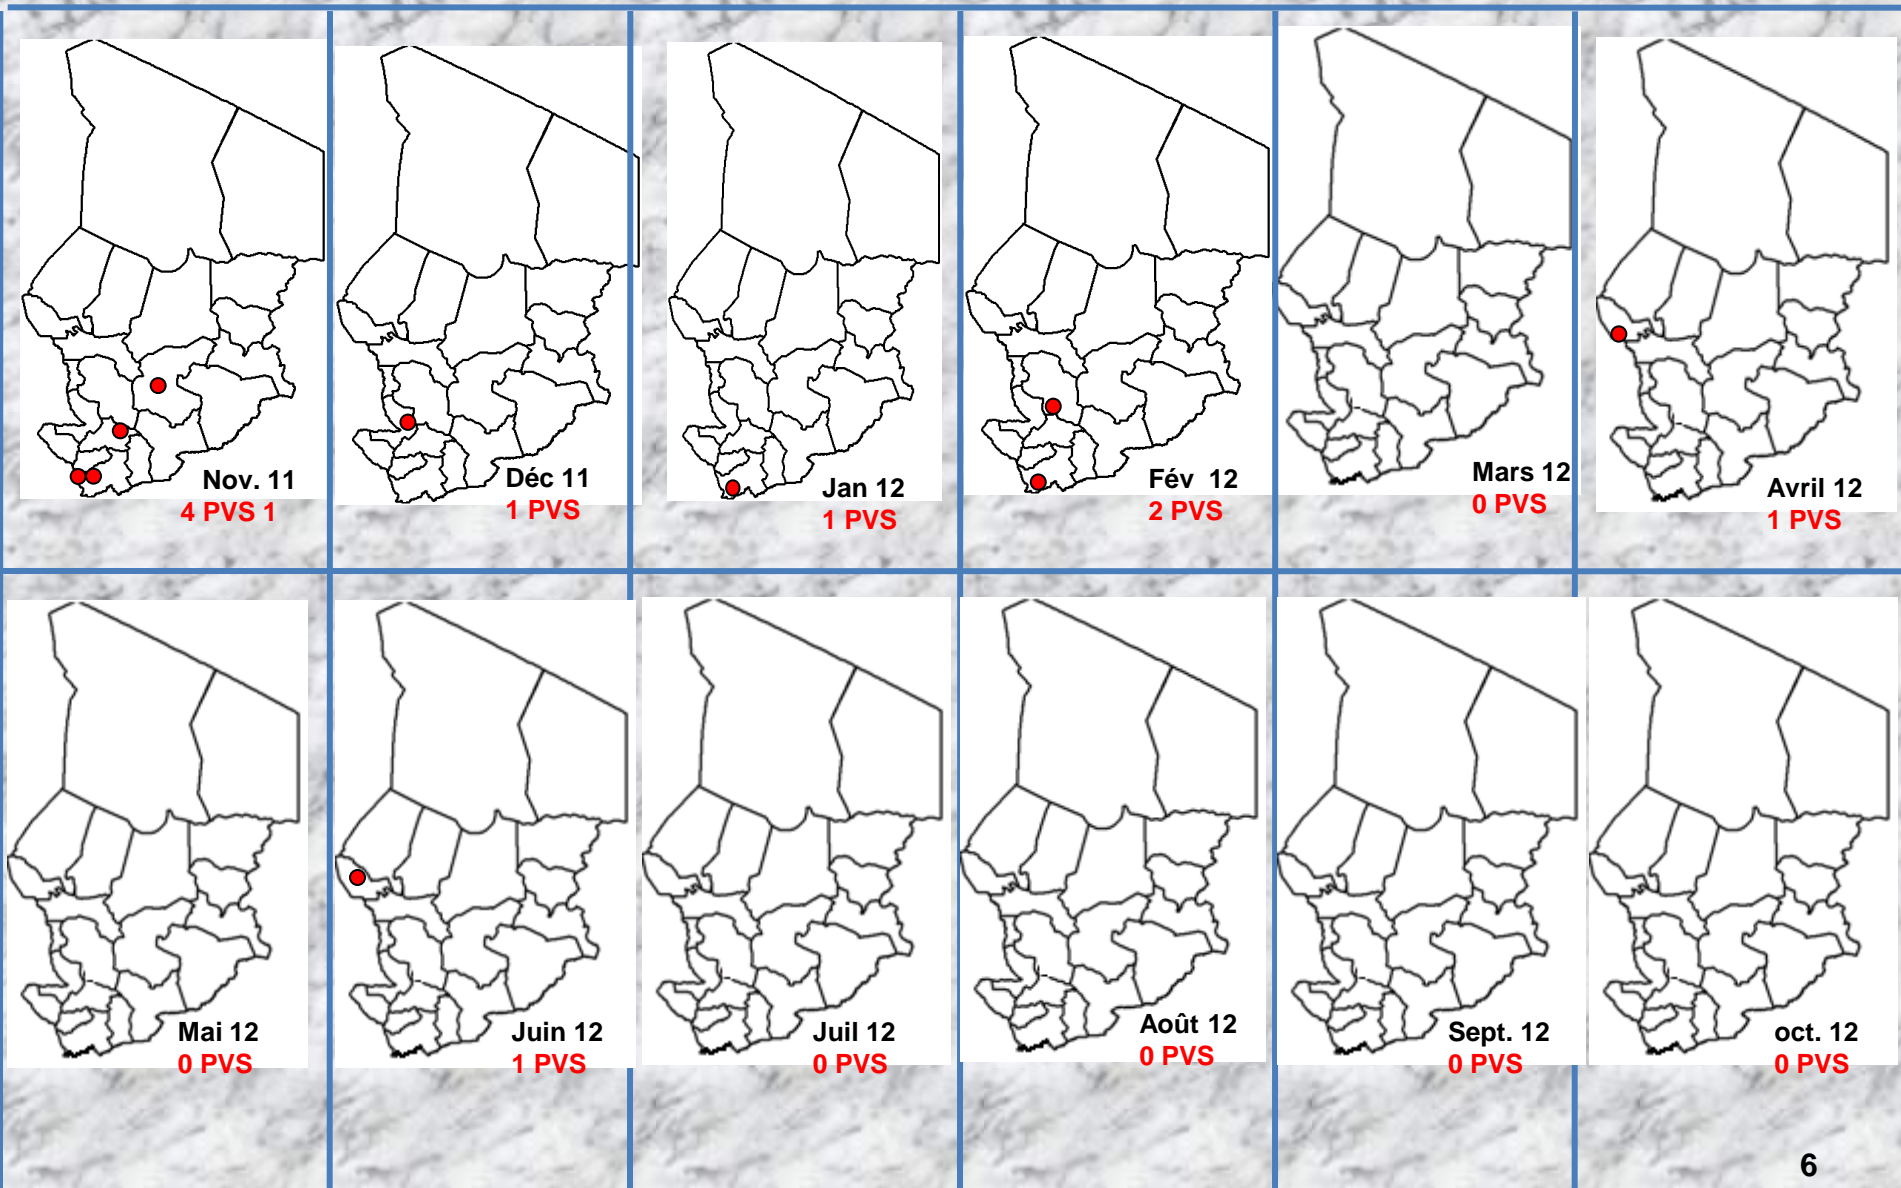 Nov. 11
4 PVS 1
Déc 11
1 PVS
Jan 12
1 PVS
Fév 12
2 PVS
Mars 12
0 PVS
Avril 12
1 PVS
Mai 12
0 PVS
Juin 12
1 PVS
Juil 12
0 PVS
Août 12
0 PVS
Sept. 12
0 PVS
oct. 12
0 PVS
6